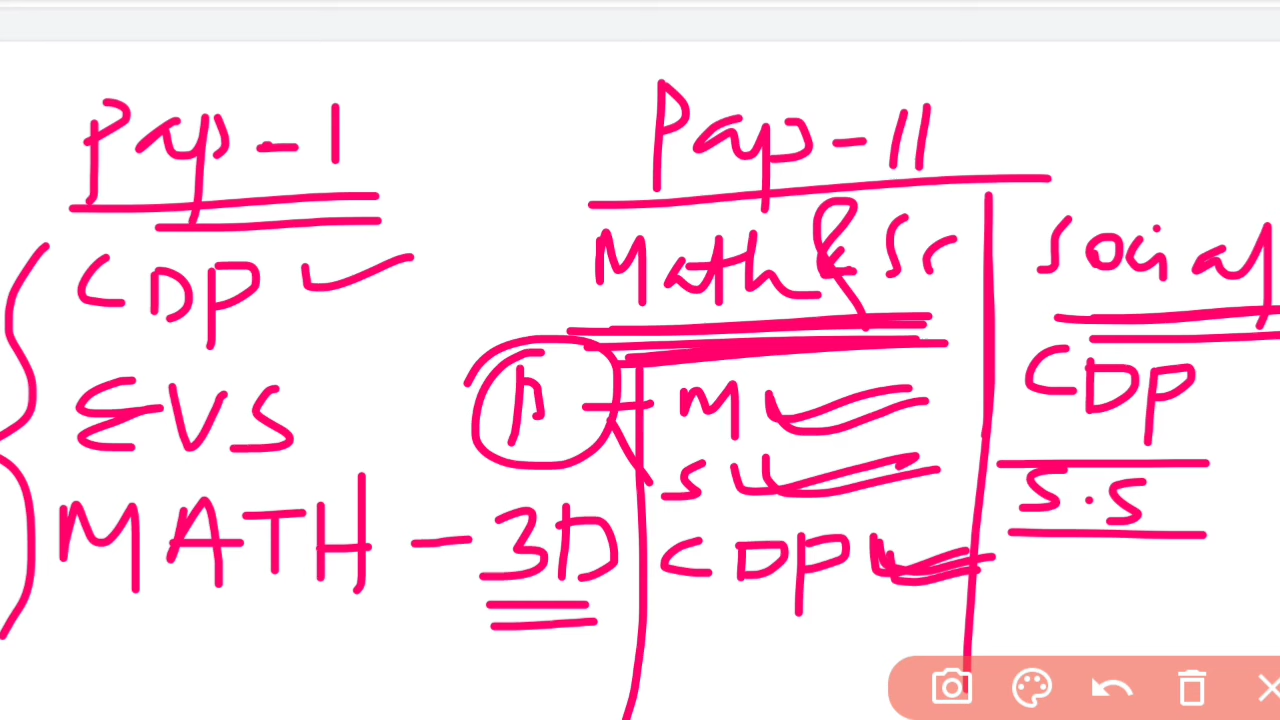 Pap-1
CDP
EVS
MATH - 3D
Pap-11
Math & Sc
P
M
S
CDP
Social
CDP
S.S